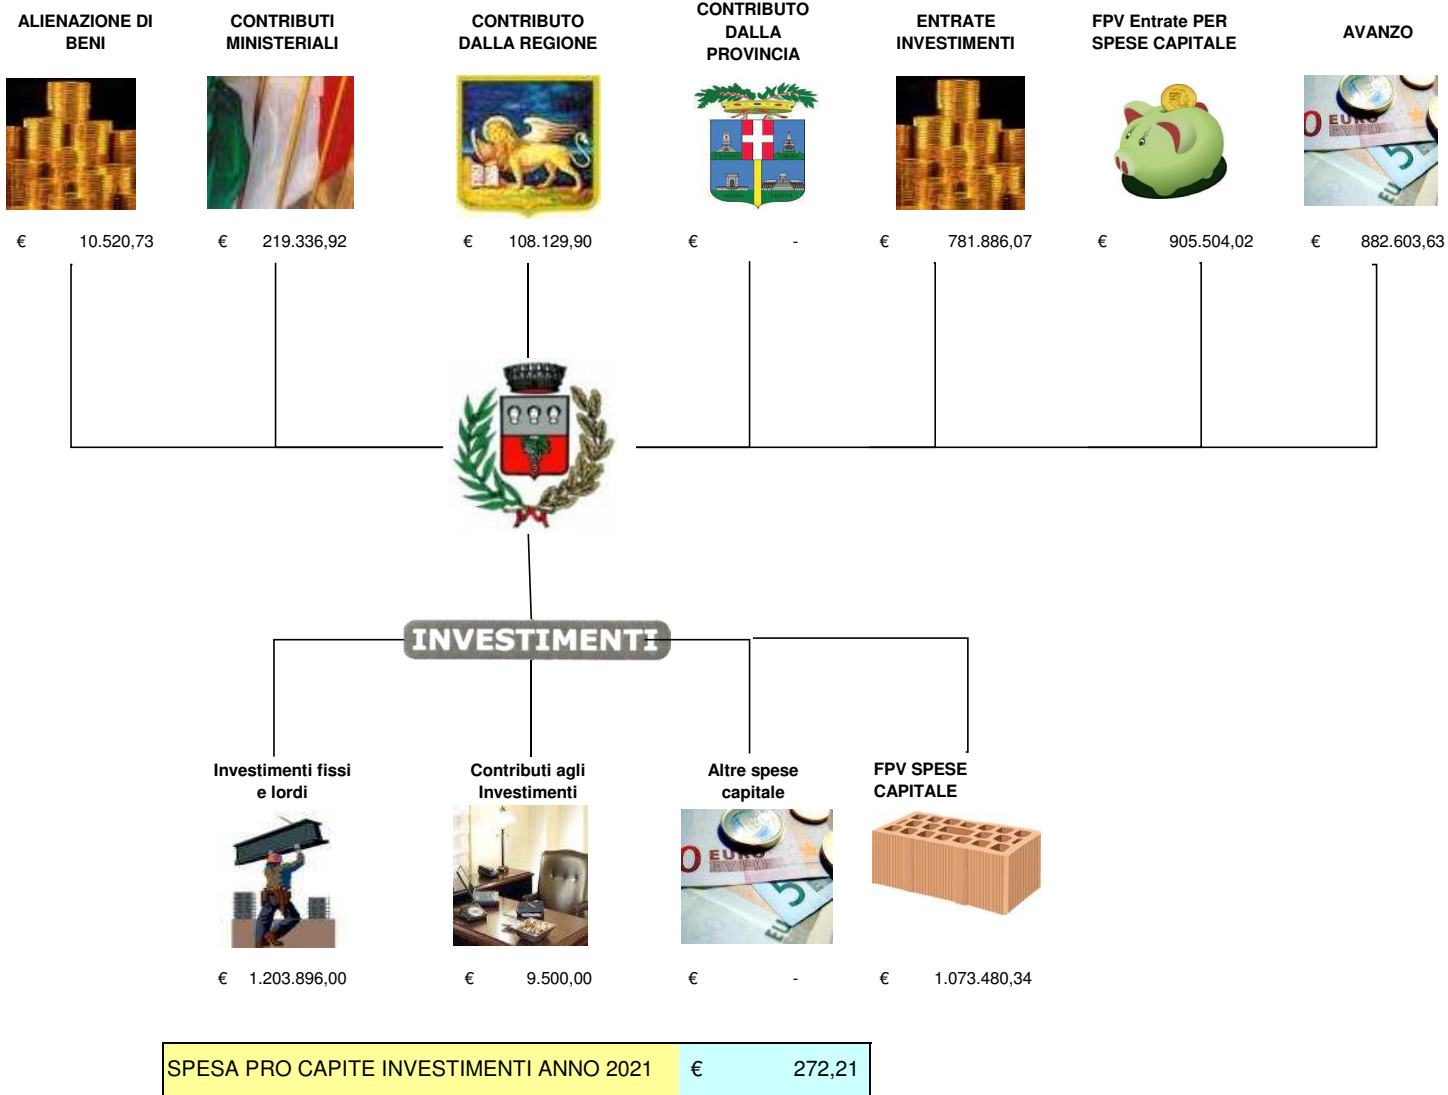 ALIENAZIONE DI
BENI
CONTRIBUTI
MINISTERIALI
CONTRIBUTO
DALLA REGIONE
CONTRIBUTO
DALLA
PROVINCIA
ENTRATE
INVESTIMENTI
FPV Entrate PER
SPESE CAPITALE
AVANZO
€ 10.520,73
€ 219.336,92
€ 108.129,90
€ -
€ 781.886,07
€ 905.504,02
€ 882.603,63
INVESTIMENTI
Investimenti fissi
e lordi
Contributi agli
Investimenti
Altre spese
capitale
FPV SPESE
CAPITALE
€ 1.203.896,00
€ 9.500,00
€ -
€ 1.073.480,34
SPESA PRO CAPITE INVESTIMENTI ANNO 2021 € 272,21